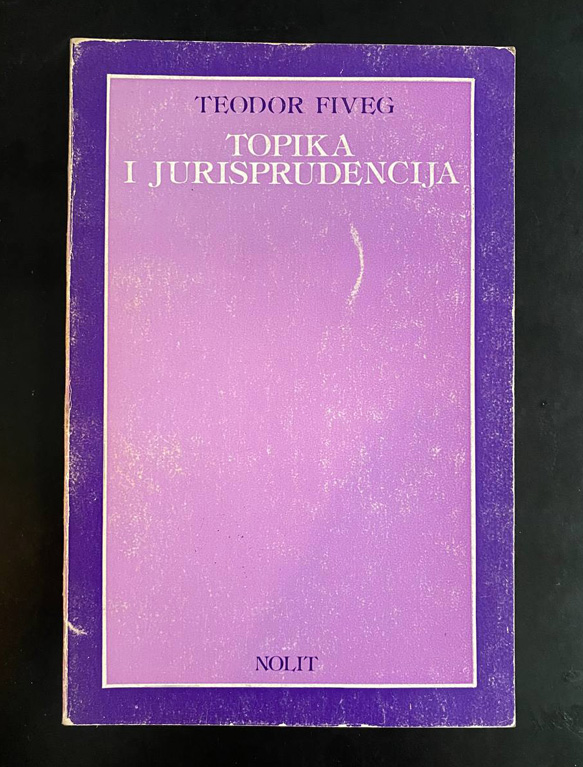 TEODOR FIVEG
TOPIKA
I JURISPRUDENCIJA
NOLIT